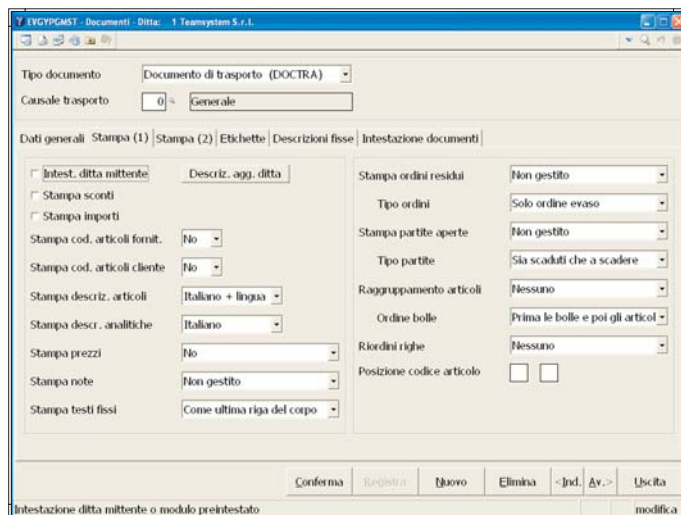 EVGYPGMST - Documenti - Ditta: 1 Teamsystem S.r.l.
Tipo documento Documento di trasporto (DOCTRA)
Causale trasporto 0 Generale
Dati generali Stampa (1) Stampa (2) Etichette Descrizioni fisse Intestazione documenti
Intest. ditta mittente Descriz. agg. ditta
Stampa sconti
Stampa importi
Stampa cod. articoli fornit. No
Stampa cod. articoli cliente No
Stampa descriz. articoli Italiano + lingua
Stampa descr. analitiche Italiano
Stampa prezzi No
Stampa note Non gestito
Stampa testi fissi Come ultima riga del corpo
Stampa ordini residui Non gestito
Tipo ordini Solo ordine evaso
Stampa partite aperte Non gestito
Tipo partite Sia scaduti che a scadere
Raggruppamento articoli Nessuno
Ordine bolle Prima le bolle e poi gli articol
Riordini righe Nessuno
Posizione codice articolo
Conferma Registra Nuovo Elimina <Ind. Av.> Uscita
Intestazione ditta mittente o modulo preintestato modifica